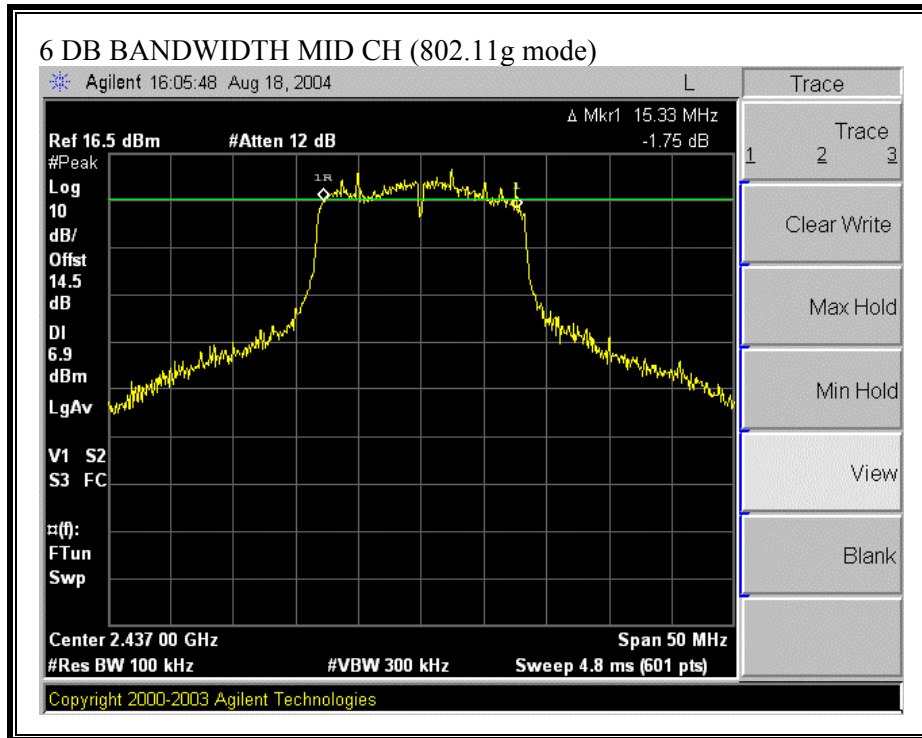 6 DB BANDWIDTH MID CH (802.11g mode)
Agilent 16:05:48 Aug 18, 2004 L
Trace
Δ Mkr1 15.33 MHz
Ref 16.5 dBm #Atten 12 dB -1.75 dB
#Peak
Log
10
dB/
Offst
14.5
dB
DI
6.9
dBm
LgAv
V1 S2
S3 FC
¤(f):
FTun
Swp
1R
1
Center 2.437 00 GHz Span 50 MHz
#Res BW 100 kHz #VBW 300 kHz Sweep 4.8 ms (601 pts)
Copyright 2000-2003 Agilent Technologies
Trace
1 2 3
Clear Write
Max Hold
Min Hold
View
Blank